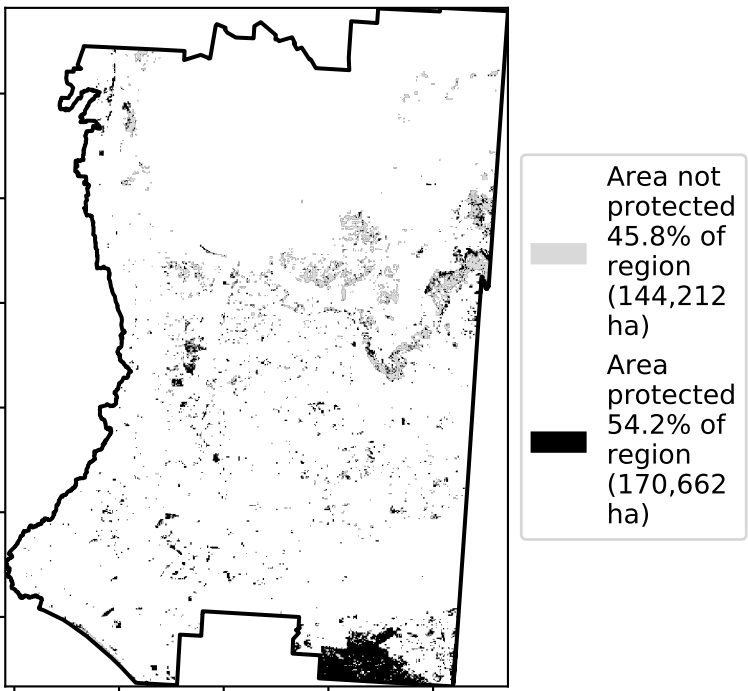 Area not
protected
45.8% of
region
(144,212
ha)
Area
protected
54.2% of
region
(170,662
ha)